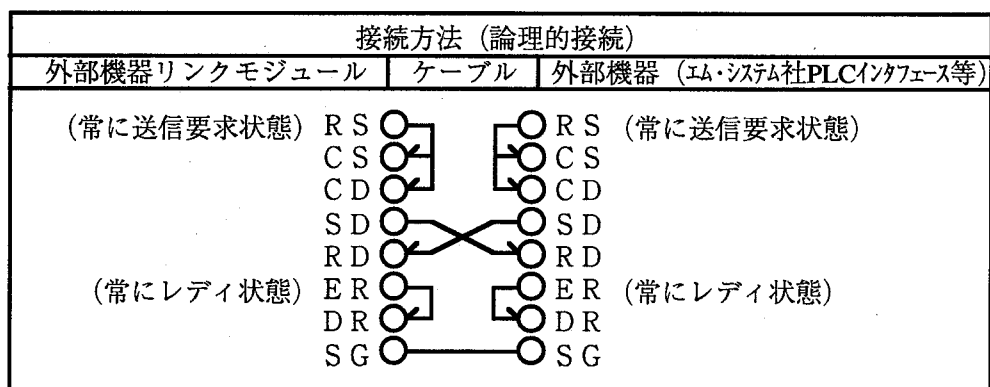 接続方法（論理的接続）
外部機器リンクモジュール ケーブル 外部機器（エム・システム社PLCインタフェース等）
（常に送信要求状態） RS RS （常に送信要求状態）
CS CS
CD CD
SD SD
RD RD
（常にレディ状態） ER ER （常にレディ状態）
DR DR
SG SG